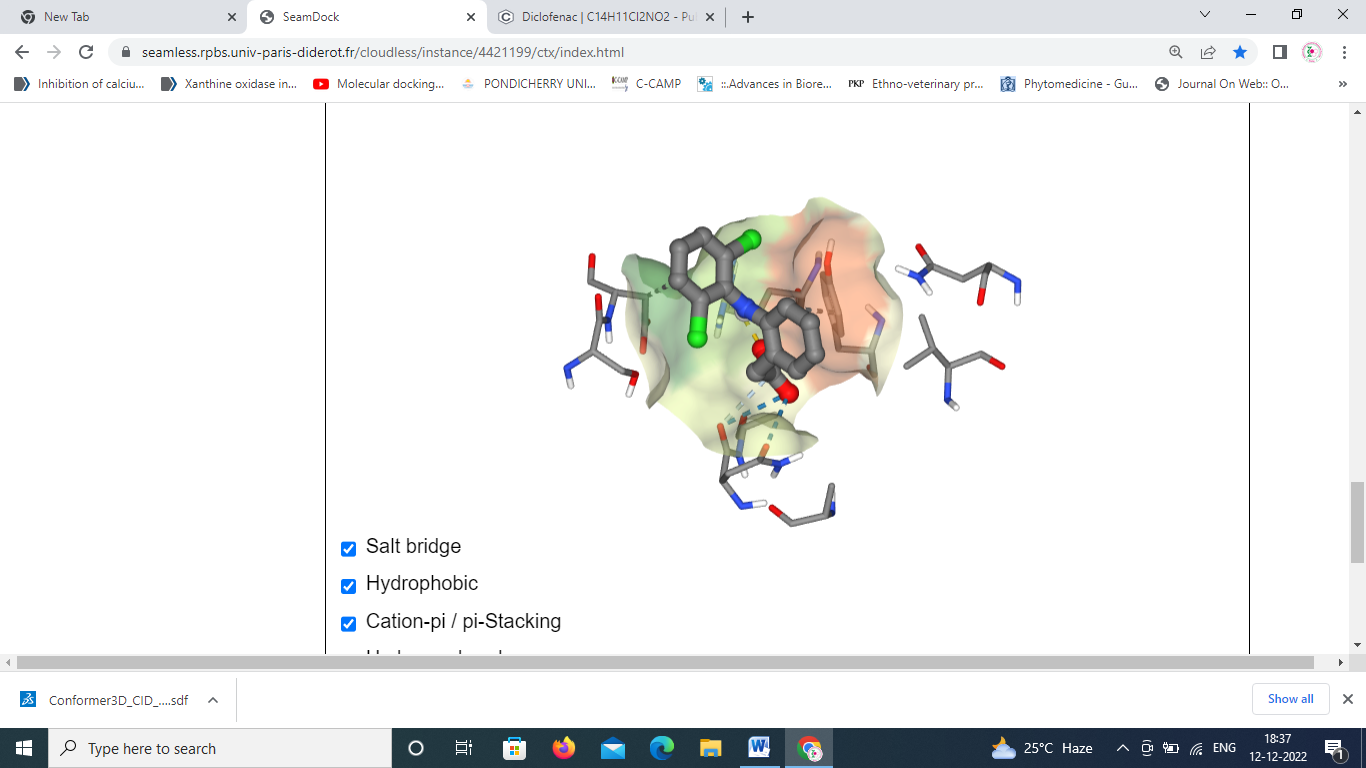 New Tab
SeamDock
Diclofenac | C14H11Cl2NO2 - Pu
seamless.rpbs.univ-paris-diderot.fr/cloudless/instance/4421199/ctx/index.html
Inhibition of calciu...
Xanthine oxidase in...
Molecular docking...
PONDICHERRY UNI...
C-CAMP
::.Advances in Biore...
PKP
Ethno-veterinary pr...
Phytomedicine - Gu...
Journal On Web:: O...
»
Salt bridge
Hydrophobic
Cation-pi / pi-Stacking
Conformer3D_CID_....sdf
Show all
Type here to search
25°C Haze
ENG
18:37
12-12-2022
1